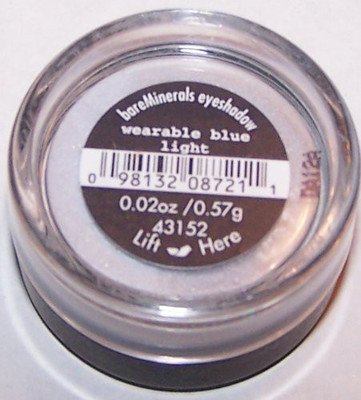 bareMinerals eyeshadow
wearable blue
light
0 98132 08721 1
0.02oz /0.57g
43152
Lift Here